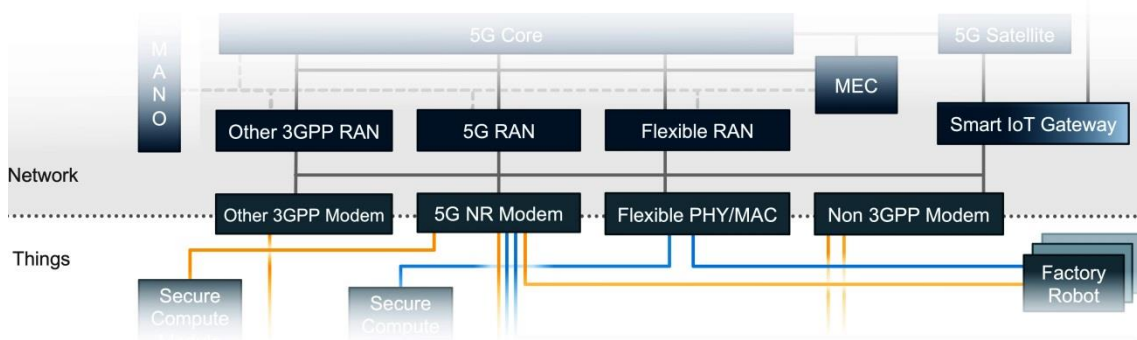 5G Core
5G Satellite
M
A
N
O
MEC
Other 3GPP RAN
5G RAN
Flexible RAN
Smart IoT Gateway
Network
Other 3GPP Modem
5G NR Modem
Flexible PHY/MAC
Non 3GPP Modem
Things
Secure
Compute
Secure
Compute
Factory
Robot